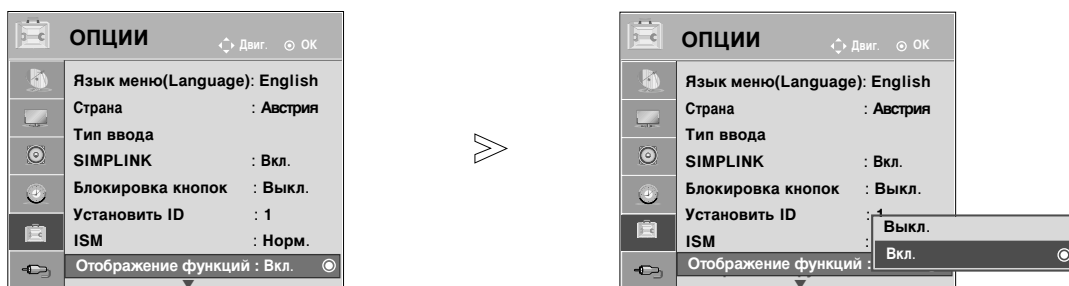 ОПЦИИ
Двиг. OK
Язык меню(Language): English
Страна : Австрия
Тип ввода
SIMPLINK : Вкл.
Блокировка кнопок : Выкл.
Установить ID : 1
ISM : Норм.
Отображение функций : Вкл.
ОПЦИИ
Двиг. OK
Язык меню(Language): English
Страна : Австрия
Тип ввода
SIMPLINK : Вкл.
Блокировка кнопок : Выкл.
Установить ID : 1
ISM :
Отображение функций :
Выкл.
Вкл.